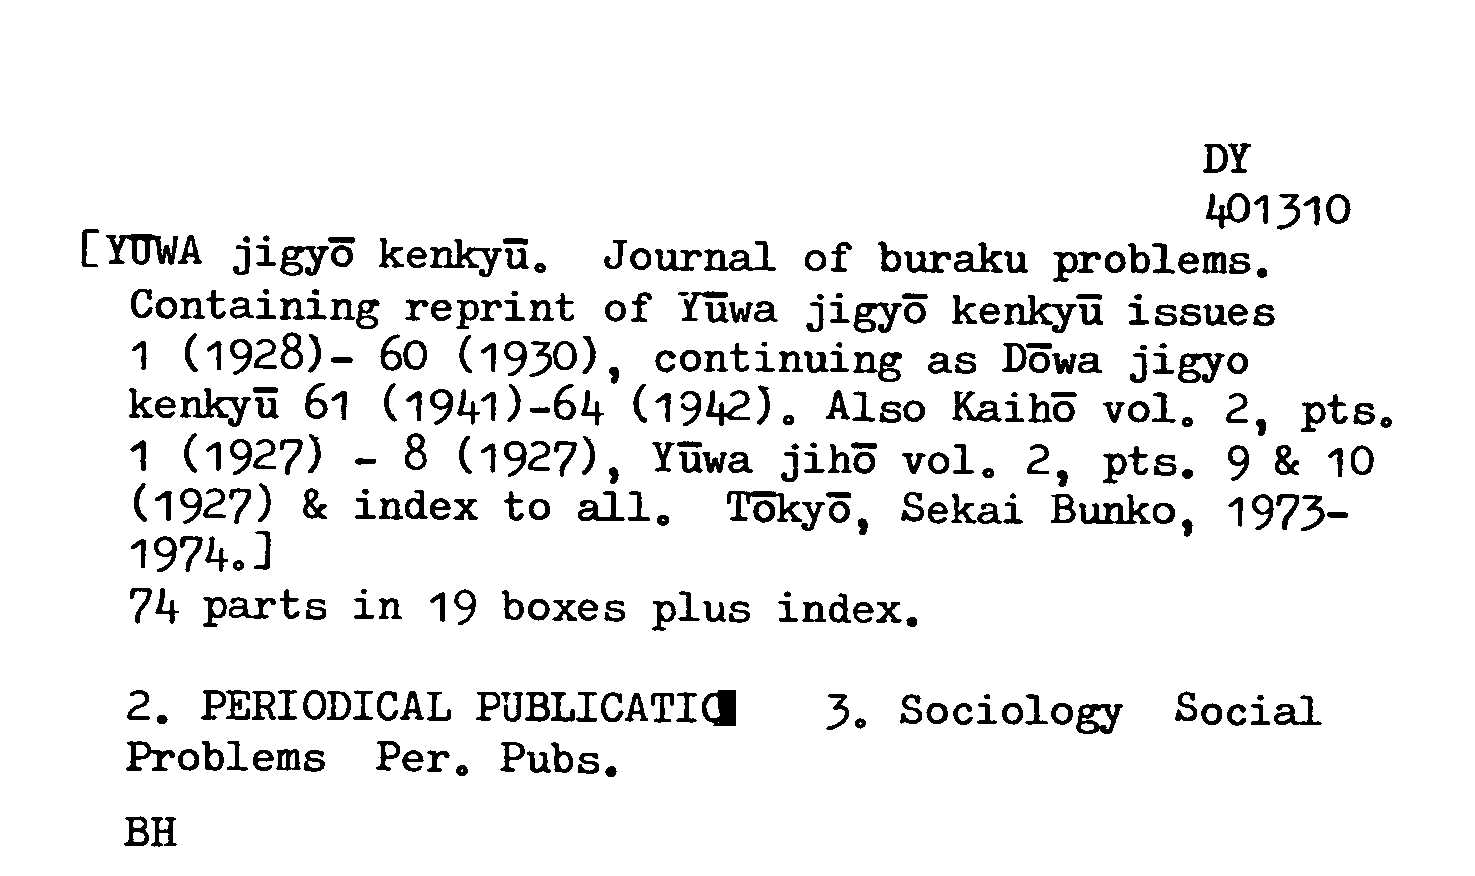 DY
401310
[YŪWA jigyō kenkyū. Journal of buraku problems.
Containing reprint of Yūwa jigyō kenkyū issues
1 (1928)- 60 (1930), continuing as Dōwa jigyo
kenkyū 61 (1941)-64 (1942). Also Kaihō vol. 2, pts.
1 (1927) - 8 (1927), Yūwa jihō vol. 2, pts. 9 & 10
(1927) & index to all. Tōkyō, Sekai Bunko, 1973-
1974.]
74 parts in 19 boxes plus index.
2. PERIODICAL 3. Sociology Social
Problems Per. Pubs.
BH